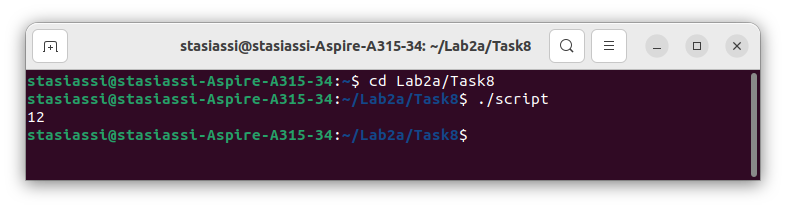 stasiassi@stasiassi-Aspire-A315-34: ~/Lab2a/Task8
stasiassi@stasiassi-Aspire-A315-34:~$ cd Lab2a/Task8
stasiassi@stasiassi-Aspire-A315-34:~/Lab2a/Task8$ ./script
12
stasiassi@stasiassi-Aspire-A315-34:~/Lab2a/Task8$